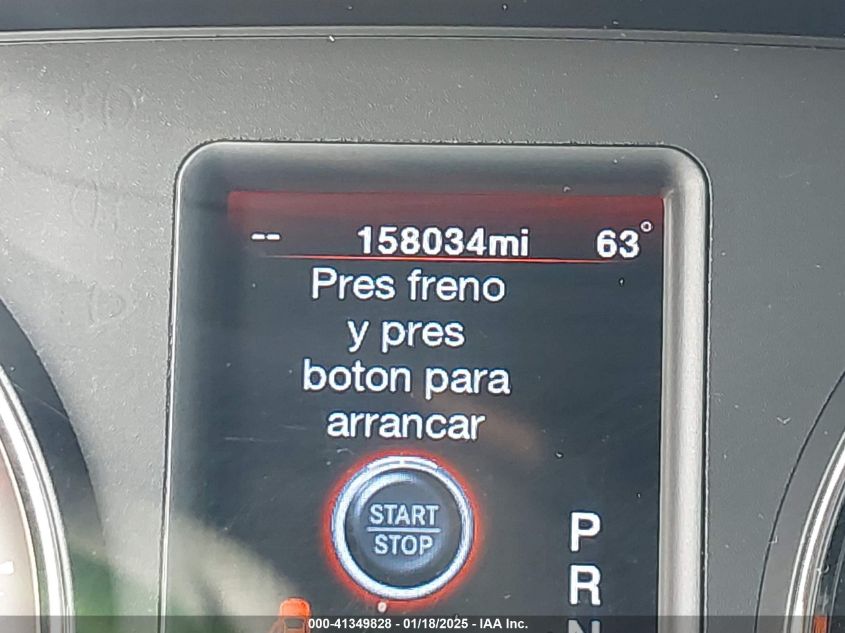 -- 158034mi 63°
Pres freno
y pres
boton para
arrancar
START
STOP
P
R
N
000-41349828 - 01/18/2025 - IAA Inc.